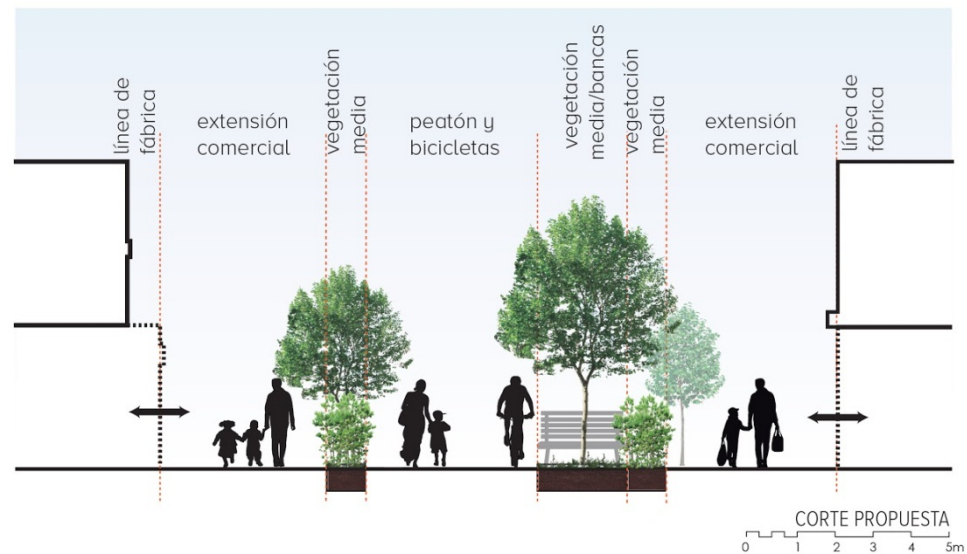 línea de
fábrica
extensión
comercial
vegetación
media
peatón y
bicicletas
vegetación
media/bancas
vegetación
media
extensión
comercial
línea de
fábrica
CORTE PROPUESTA
0 1 2 3 4 5m